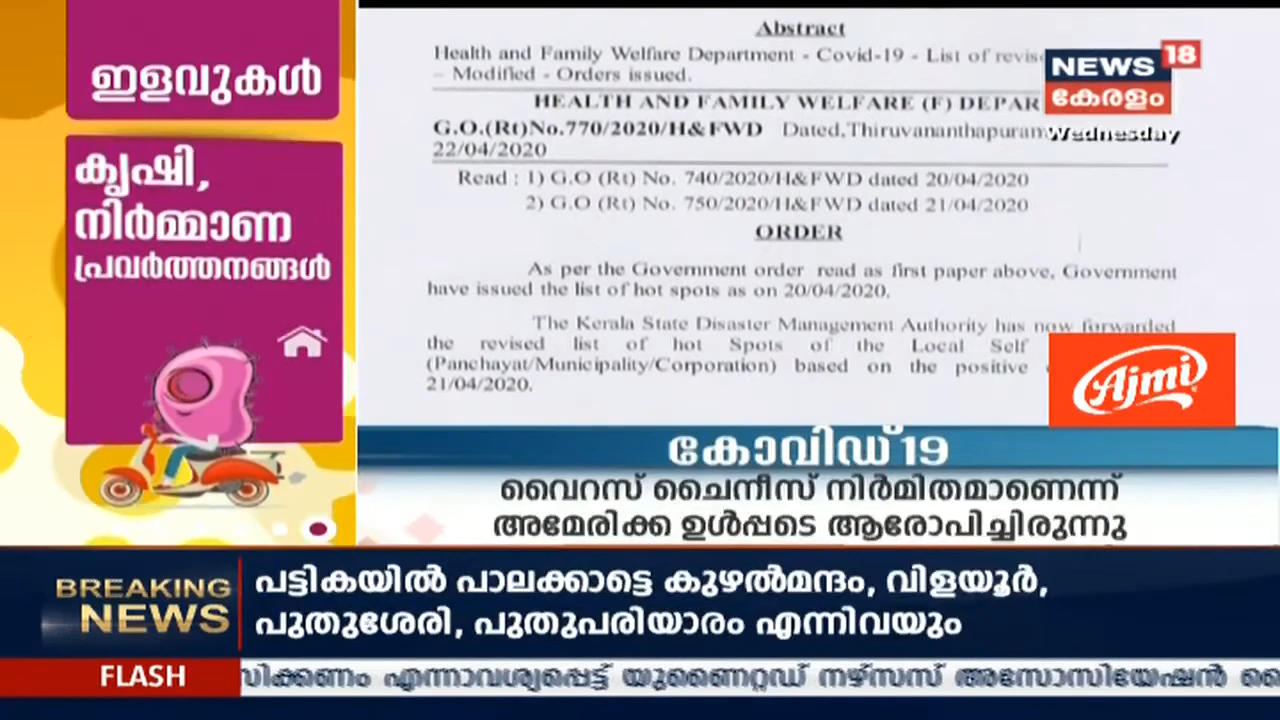 ഇളവുകൾ
കൃഷി,
നിർമ്മാണ
പ്രവർത്തനങ്ങൾ
Abstract
Health and Family Welfare Department - Covid-19 - List of
– Modified - Orders issued.
HEALTH AND FAMILY WELFARE (F)
G.O.(Rt)No.770/2020/H&FWD Dated,Thiruvananthapuram
22/04/2020
Read : 1) G.O (Rt) No. 740/2020/H&FWD dated 20/04/2020
2) G.O (Rt) No. 750/2020/H&FWD dated 21/04/2020
ORDER
As per the Government order read as first paper above, Government
have issued the list of hot spots as on 20/04/2020.
The Kerala State Disaster Management Authority has now forwarded
the revised list of hot Spots of the Local Self
(Panchayat/Municipality/Corporation) based on the positive
21/04/2020.
NEWS 18
കേരളം
Wednesday
Ajmi
കോവിഡ് 19
വൈറസ് ചൈനീസ് നിർമിതമാണെന്ന്
അമേരിക്ക ഉൾപ്പടെ ആരോപിച്ചിരുന്നു
BREAKING
NEWS
പട്ടികയിൽ പാലക്കാട്ടെ കുഴൽമന്ദം, വിളയൂർ,
പുതുശേരി, പുതുപരിയാരം എന്നിവയും
FLASH
എന്നാവശ്യപ്പെട്ട് യുണൈറ്റഡ് നഴ്സസ് അസോസിയേഷൻ